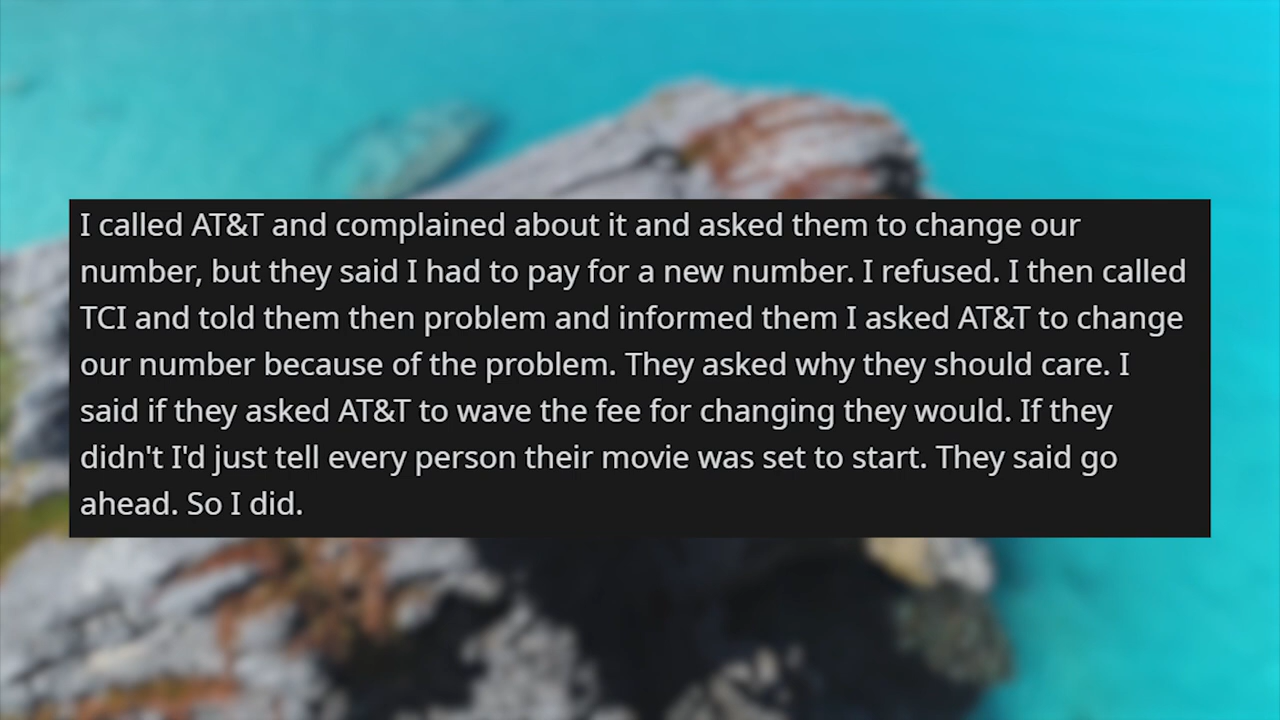 I called AT&T and complained about it and asked them to change our
number, but they said I had to pay for a new number. I refused. I then called
TCI and told them then problem and informed them I asked AT&T to change
our number because of the problem. They asked why they should care. I
said if they asked AT&T to wave the fee for changing they would. If they
didn't I'd just tell every person their movie was set to start. They said go
ahead. So I did.